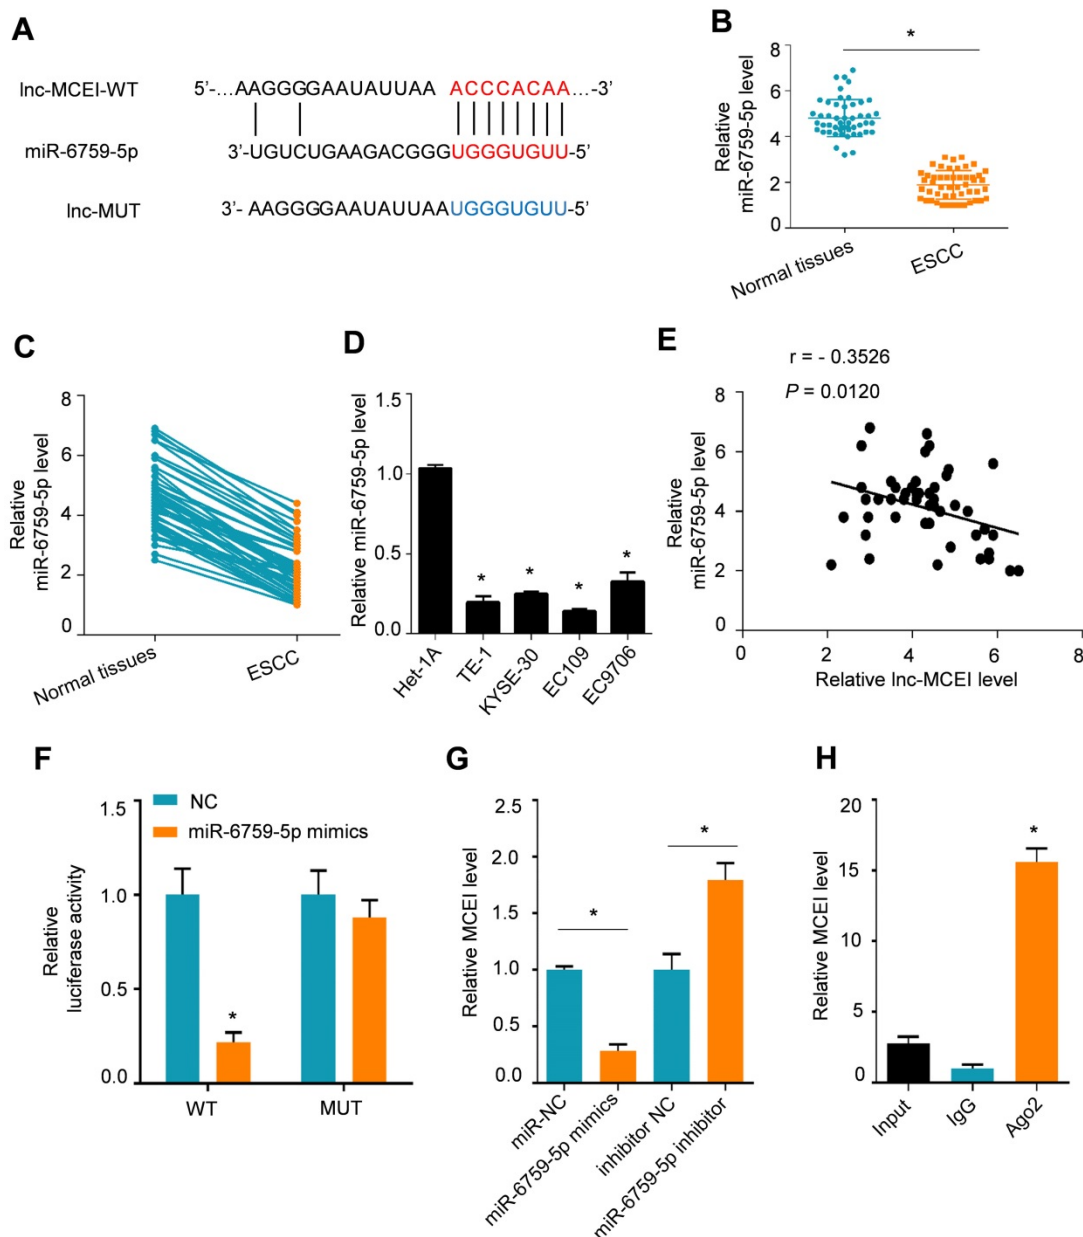 A
lnc-MCEI-WT 5'-...AAGGGGAAUAUUAA ACCCACAA...-3'
miR-6759-5p 3'-UGUCUGAAGACGGGUGGGUGUU-5'
lnc-MUT 3'- AAGGGGAAUAUUAAUGGGUGUU-5'
B
*
Relative
miR-6759-5p level
8
6
4
2
0
Normal tissues
ESCC
C
Relative
miR-6759-5p level
8
6
4
2
0
Normal tissues
ESCC
D
Relative miR-6759-5p level
1.5
1.0
0.5
0.0
* * * *
Het-1A
TE-1
KYSE-30
EC109
EC9706
E
r = - 0.3526
P = 0.0120
Relative
miR-6759-5p level
8
6
4
2
0
0 2 4 6 8
Relative lnc-MCEI level
F
NC
miR-6759-5p mimics
Relative
luciferase activity
1.5
1.0
0.5
0.0
*
WT MUT
G
Relative MCEI level
2.5
2.0
1.5
1.0
0.5
0.0
* *
miR-NC
miR-6759-5p mimics
inhibitor NC
miR-6759-5p inhibitor
H
Relative MCEI level
20
15
10
5
0
*
Input
IgG
Ago2